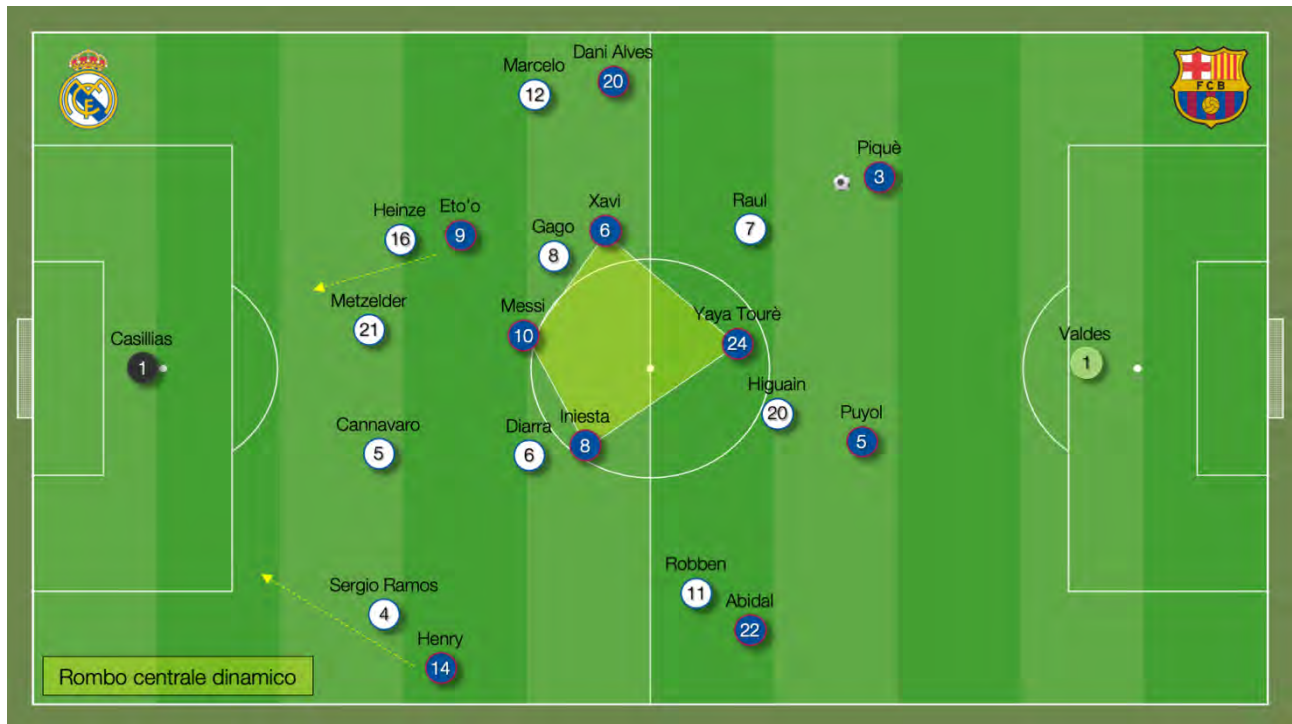 Dani Alves
Marcelo
20
12
FCB
Piquè
3
Xavi
Raul
Eto'o
Heinze
6
Gago
7
9
16
8
Messi
Metzelder
Yaya Tourè
21
10
24
Casillias
Valdes
1
1
Higuain
20
Puyol
Iniesta
Cannavaro
Diarra
5
8
5
6
Robben
Sergio Ramos
11
Abidal
4
22
Henry
14
Rombo centrale dinamico